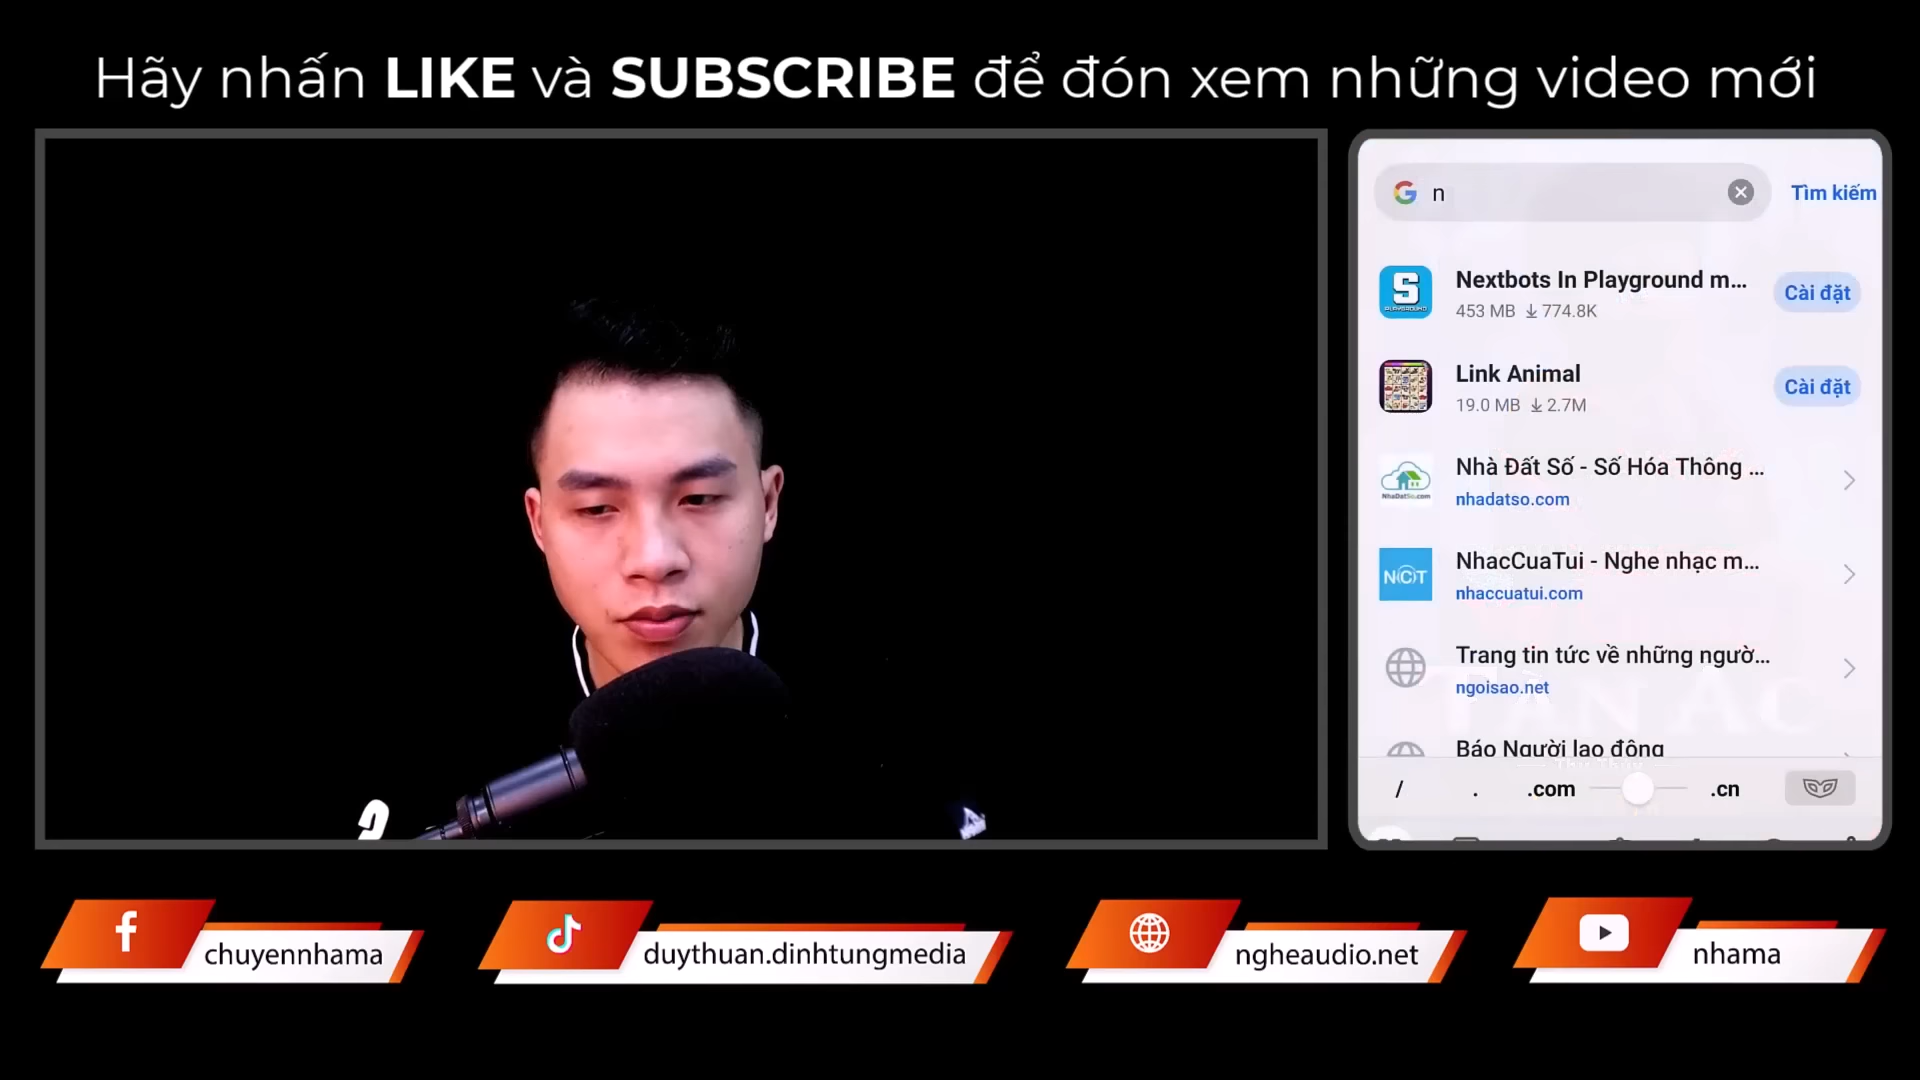 Hãy nhấn LIKE và SUBSCRIBE để đón xem những video mới
n
Tìm kiếm
Nextbots In Playground m...
453 MB 774.8K
Cài đặt
Link Animal
19.0 MB 2.7M
Cài đặt
Nhà Đất Số - Số Hóa Thông ...
nhadatso.com
NhacCuaTui - Nghe nhạc m...
nhaccuatui.com
NCT
Trang tin tức về những ngườ...
ngoisao.net
TÀN ÁC
Báo Người lao động
/ . .com .cn
chuyennhama
duythuan.dinhtungmedia
ngheaudio.net
nhama